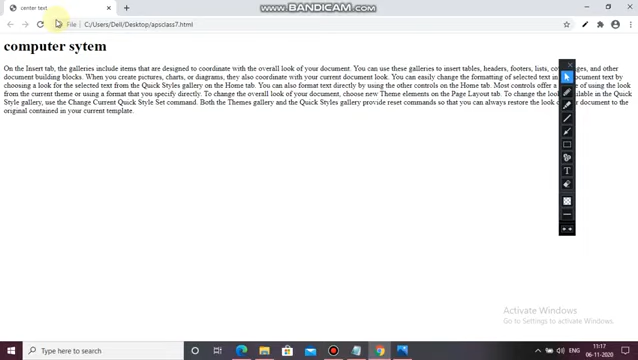 center text
www.BANDICAM.com
File
C:/Users/Dell/Desktop/apsclass7.html
computer sytem
On the Insert tab, the galleries include items that are designed to coordinate with the overall look of your document. You can use these galleries to insert tables, headers, footers, lists, cover pages, and other
document building blocks. When you create pictures, charts, or diagrams, they also coordinate with your current document look. You can easily change the formatting of selected text in document text by
choosing a look for the selected text from the Quick Styles gallery on the Home tab. You can also format text directly by using the other controls on the Home tab. Most controls offer a of using the look
from the current theme or using a format that you specify directly. To change the overall look of your document, choose new Theme elements on the Page Layout tab. To change the look available in the Quick
Style gallery, use the Change Current Quick Style Set command. Both the Themes gallery and the Quick Styles gallery provide reset commands so that you can always restore the look document to the
original contained in your current template.
Activate Windows
Go to Settings to activate Windows.
Type here to search
ENG
11:17
06-11-2020